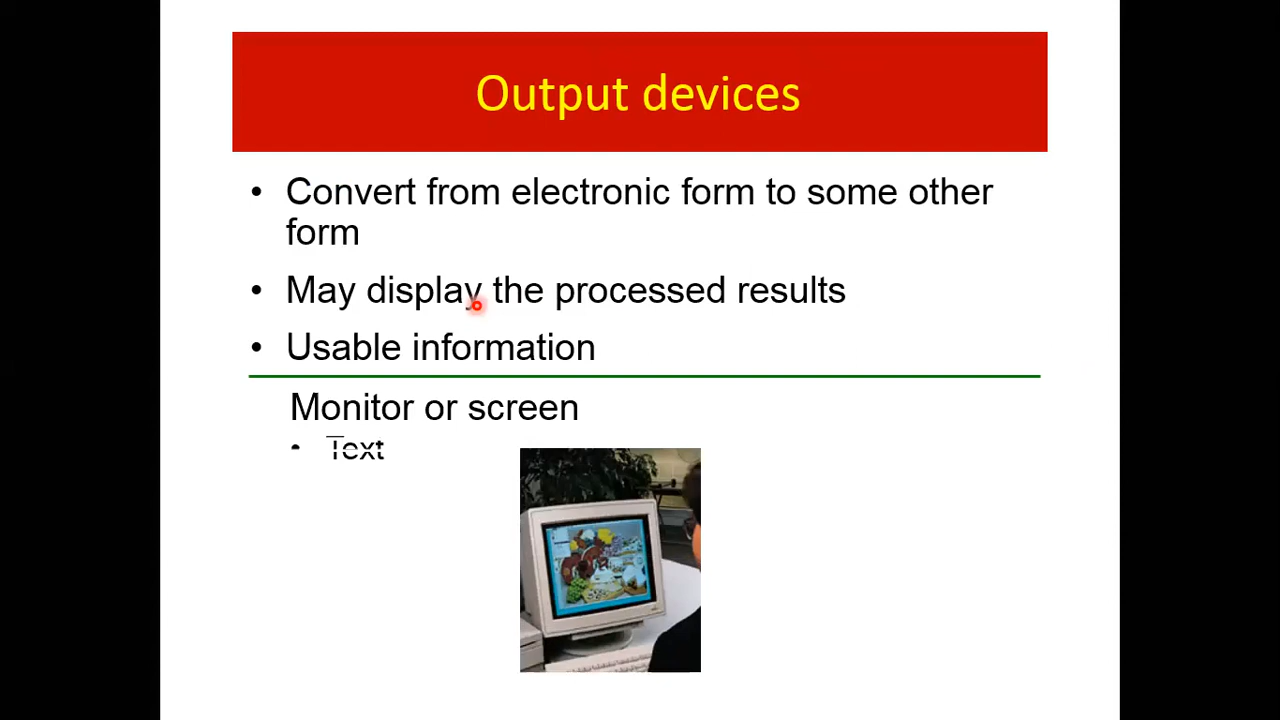 Output devices
• Convert from electronic form to some other
form
• May display the processed results
• Usable information
Monitor or screen
• Text